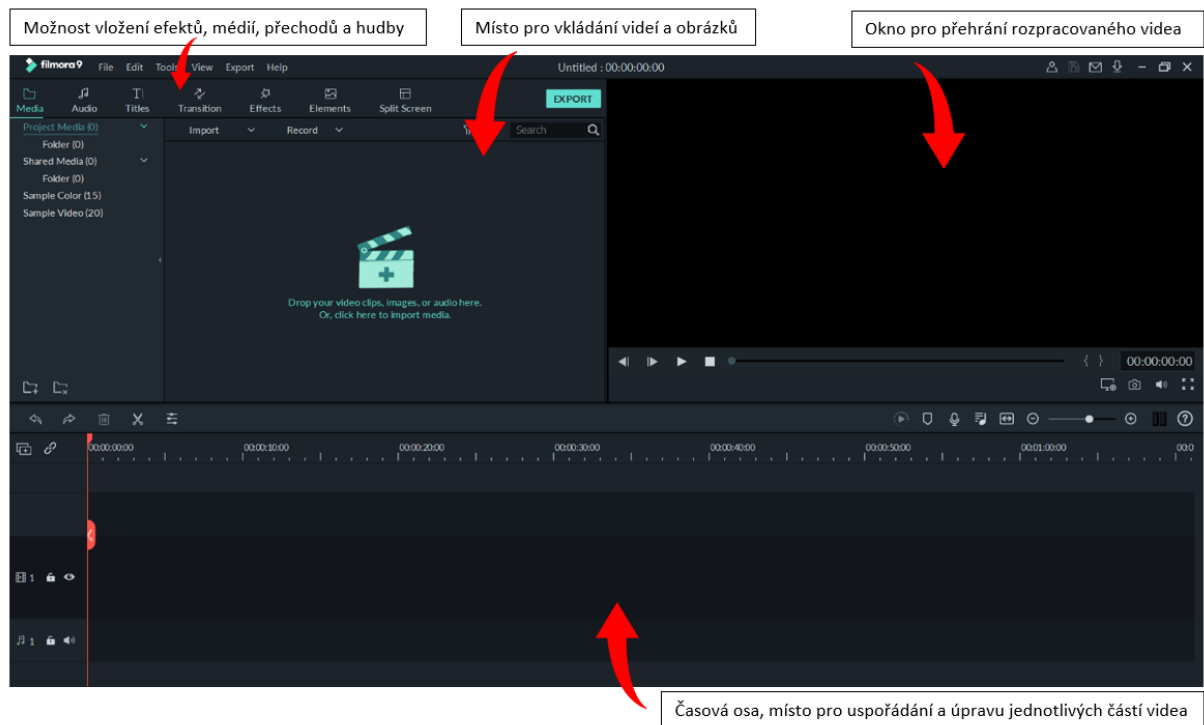 Možnost vložení efektů, médií, přechodů a hudby
Místo pro vkládání videí a obrázků
Okno pro přehrání rozpracovaného videa
filmora9 File Edit Tools View Export Help
Untitled : 00:00:00:00
Media Audio Titles Transition Effects Elements Split Screen
EXPORT
Project Media (0)
Folder (0)
Shared Media (0)
Folder (0)
Sample Color (15)
Sample Video (20)
Import Record Search
Drop your video clips, images, or audio here.
Or, click here to import media.
{ } 00:00:00:00
00:00:00:00 00:00:10:00 00:00:20:00 00:00:30:00 00:00:40:00 00:00:50:00 00:01:00:00 00:0
1
1
Časová osa, místo pro uspořádání a úpravu jednotlivých částí videa